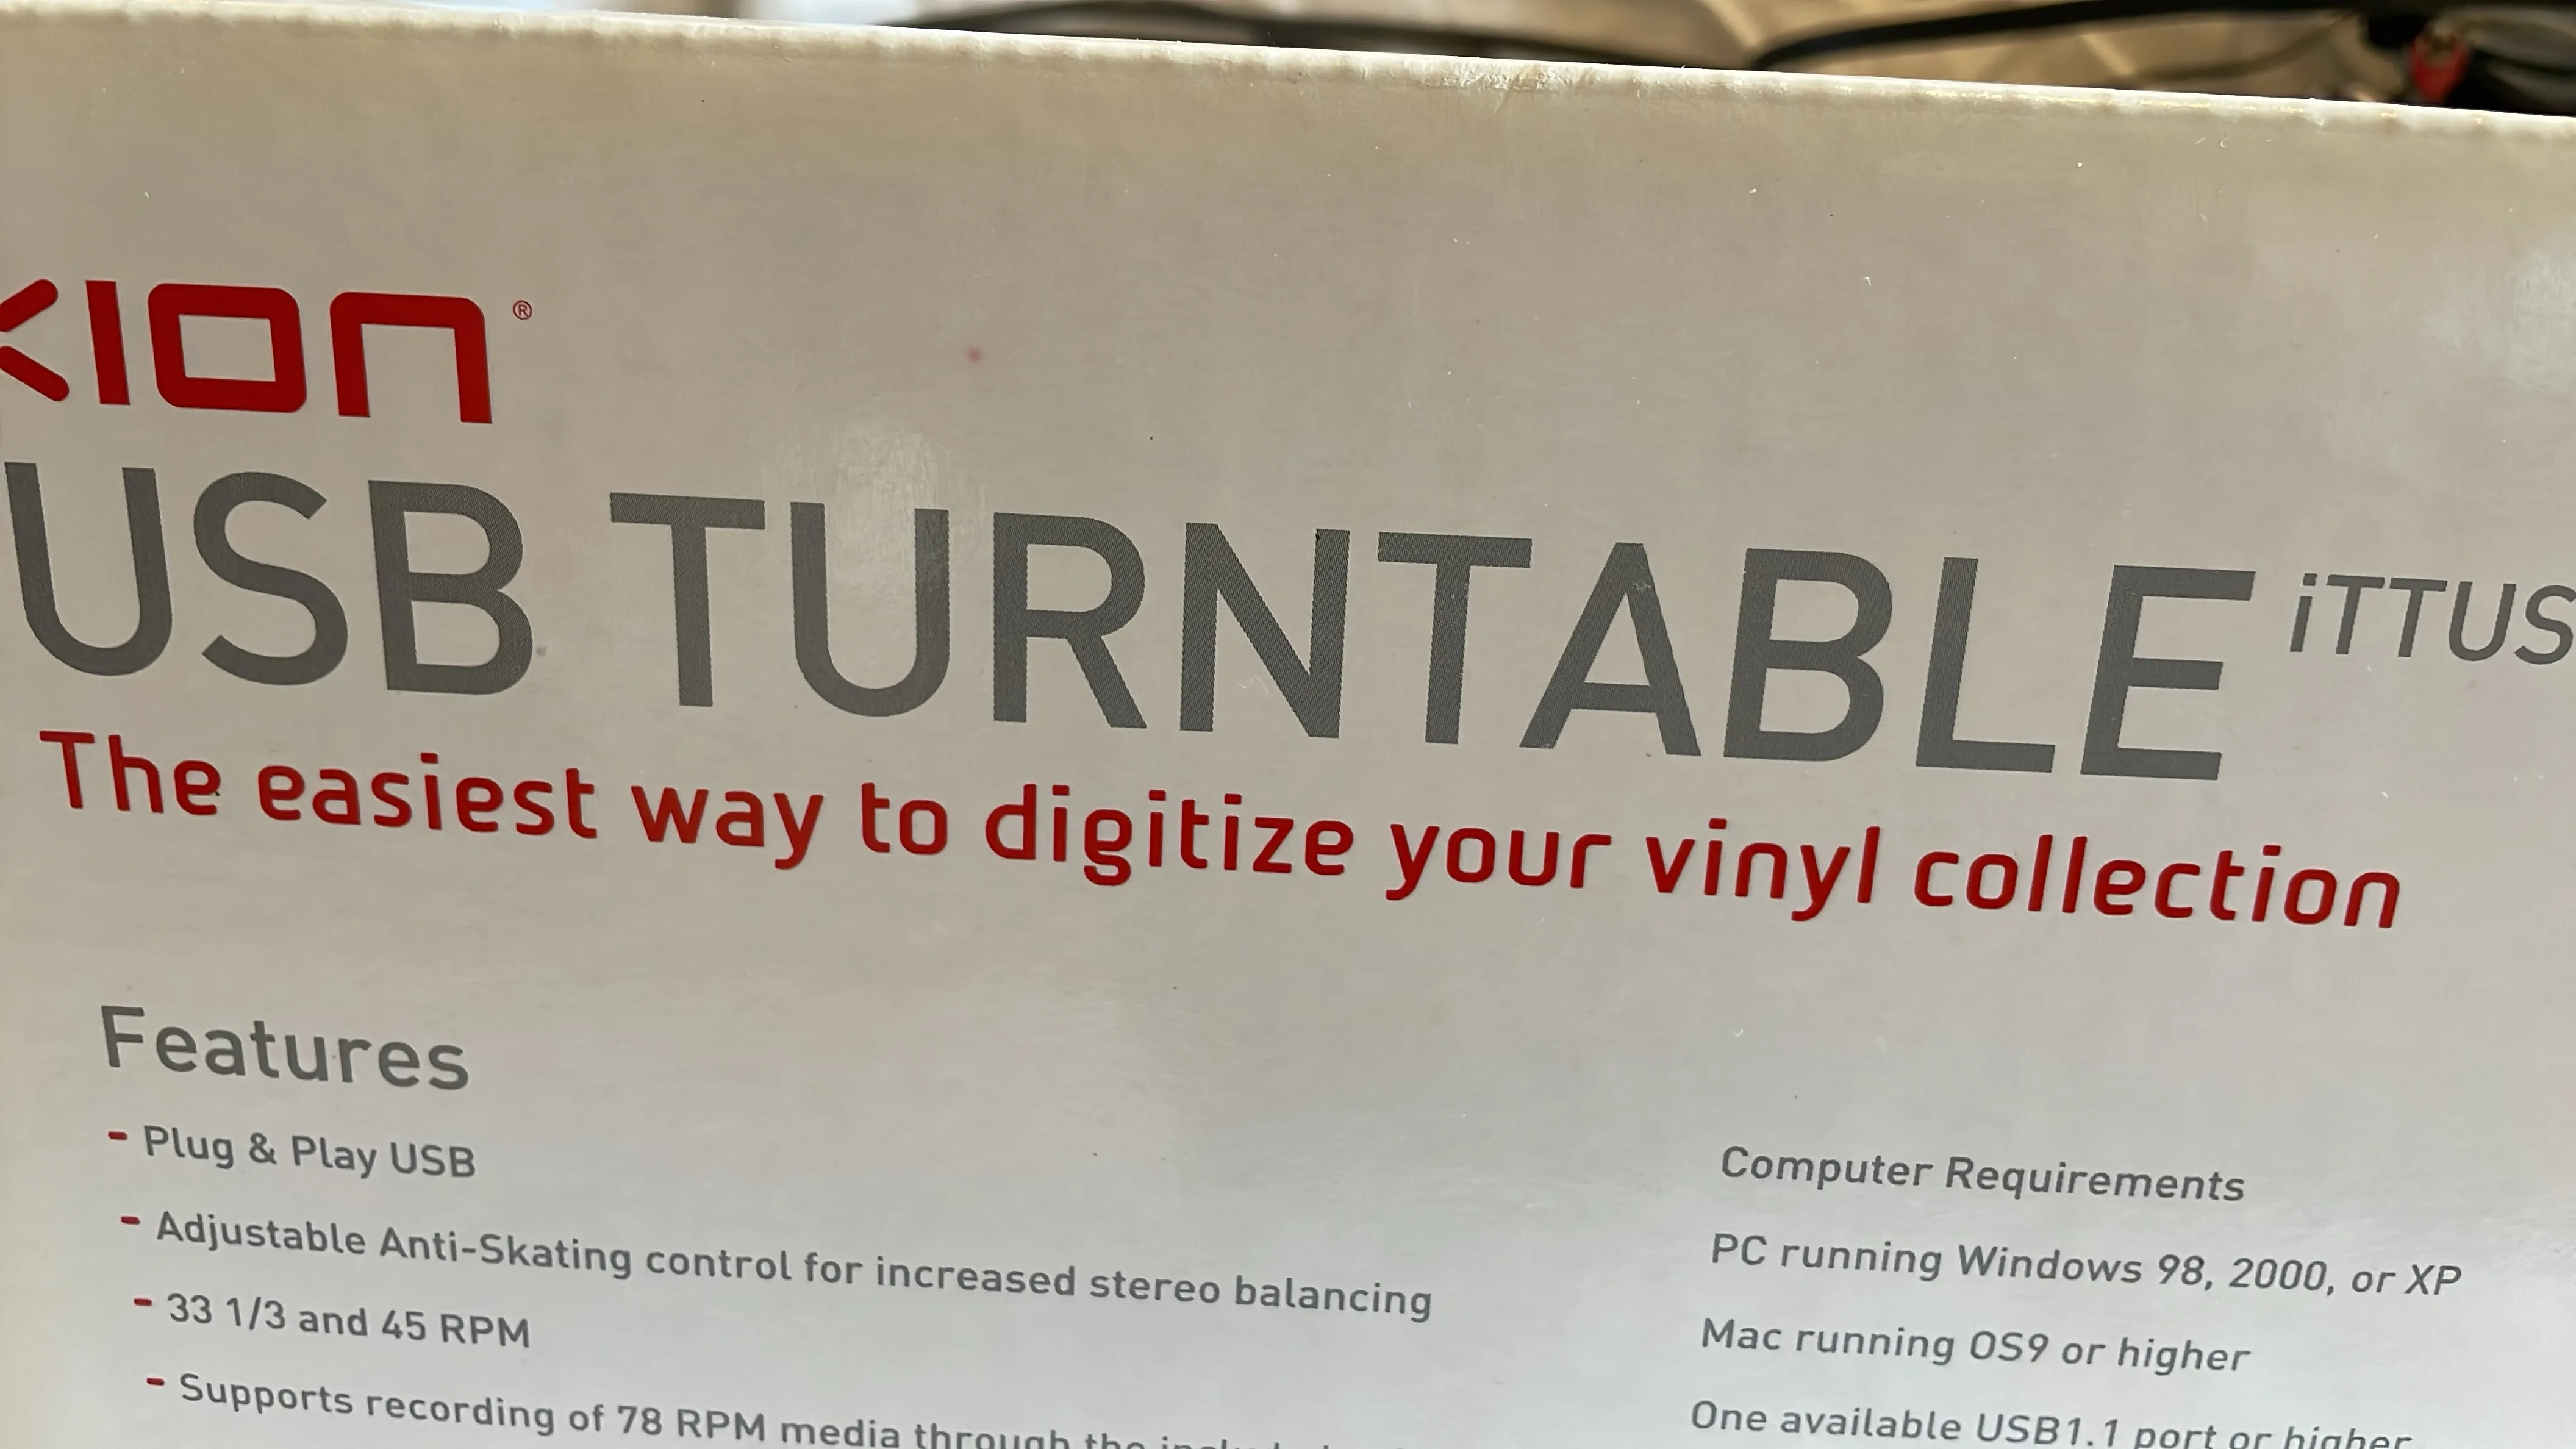 ION®
USB TURNTABLE iTTUS
The easiest way to digitize your vinyl collection
Features
- Plug & Play USB
- Adjustable Anti-Skating control for increased stereo balancing
- 33 1/3 and 45 RPM
- Supports recording of 78 RPM media through the
Computer Requirements
PC running Windows 98, 2000, or XP
Mac running OS9 or higher
One available USB1.1 port or higher